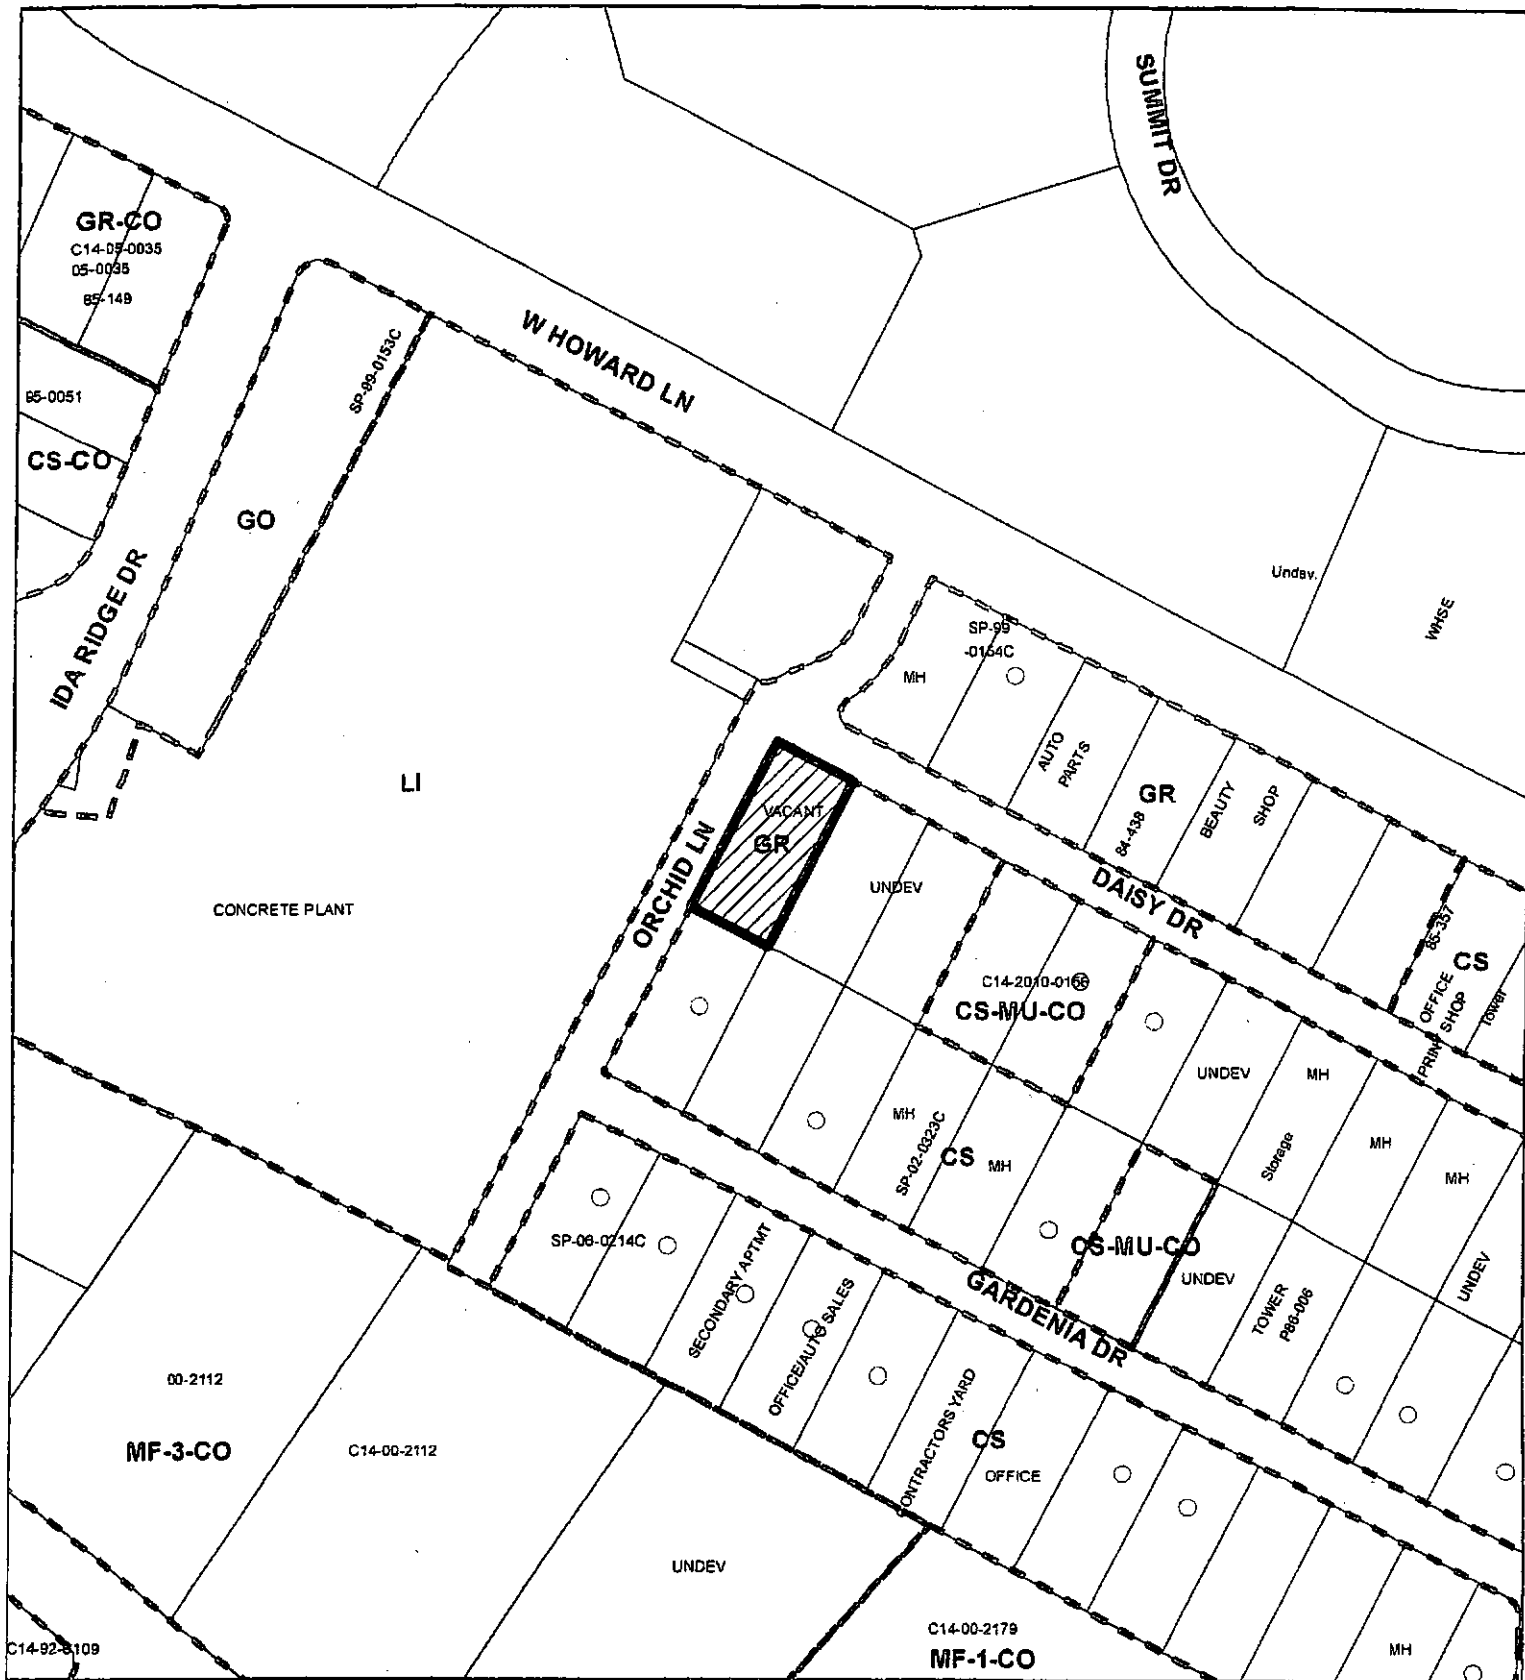 SUMMIT DR
GR-CO
C14-05-0035
05-0035
85-149
W HOWARD LN
SP-99-0153C
95-0051
CS-CO
GO
IDA RIDGE DR
Undev.
WHSE
SP-99
-0154C
MH
AUTO
PARTS
GR
84-438
BEAUTY
SHOP
LI
VACANT
GR
ORCHID LN
UNDEV
DAISY DR
CONCRETE PLANT
85-357
CS
OFFICE
PRINT SHOP
Tower
C14-2010-0156
CS-MU-CO
UNDEV
MH
MH
SP-02-0323C
CS
MH
Storage
MH
MH
SP-06-0214C
SECONDARY APTMT
OFFICE/AUTO SALES
CS-MU-CO
UNDEV
GARDENIA DR
TOWER
P86-006
UNDEV
00-2112
MF-3-CO
C14-00-2112
ONTRACTORS YARD
CS
OFFICE
UNDEV
C14-00-2179
MF-1-CO
MH